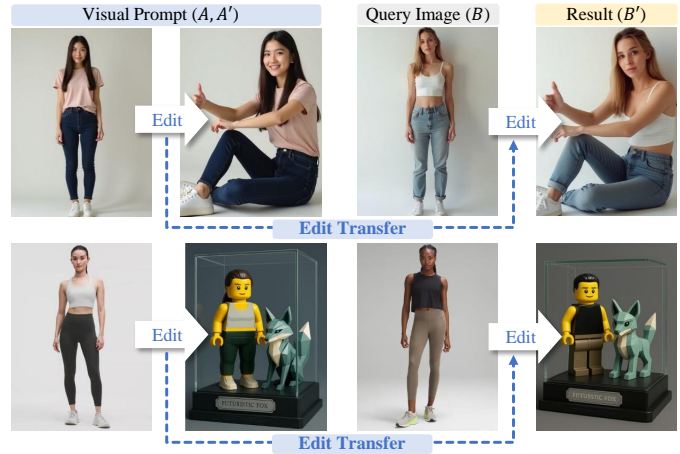 Visual Prompt (A, A′)
Query Image (B)
Result (B′)
Edit
Edit
Edit Transfer
Edit
FUTURISTIC FOX
Edit
FUTURISTIC FOX
Edit Transfer